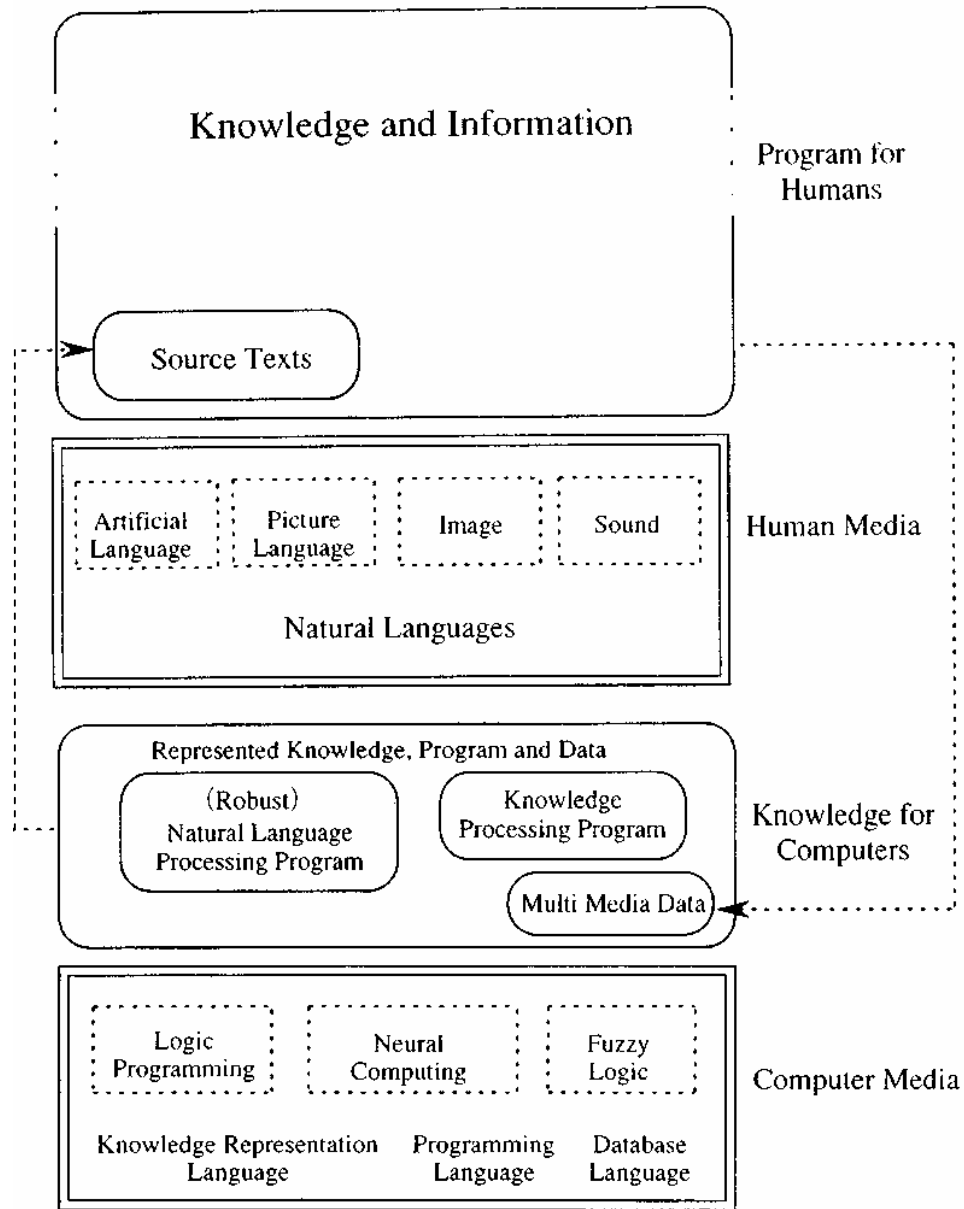 Knowledge and Information
Program for
Humans
Source Texts
Artificial
Language
Picture
Language
Image
Sound
Human Media
Natural Languages
Represented Knowledge, Program and Data
(Robust)
Natural Language
Processing Program
Knowledge
Processing Program
Multi Media Data
Knowledge for
Computers
Logic
Programming
Neural
Computing
Fuzzy
Logic
Computer Media
Knowledge Representation
Language
Programming
Language
Database
Language